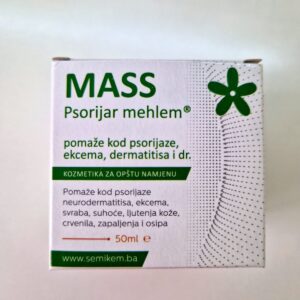 MASS
Psorijar mehlem®
pomaže kod psorijaze,
ekcema, dermatitisa i dr.
KOZMETIKA ZA OPŠTU NAMJENU
Pomaže kod psorijaze
neurodermatitisa, ekcema,
svraba, suhoće, ljutenja kože,
crvenila, zapaljenja i osipa
50ml e
www.semikem.ba